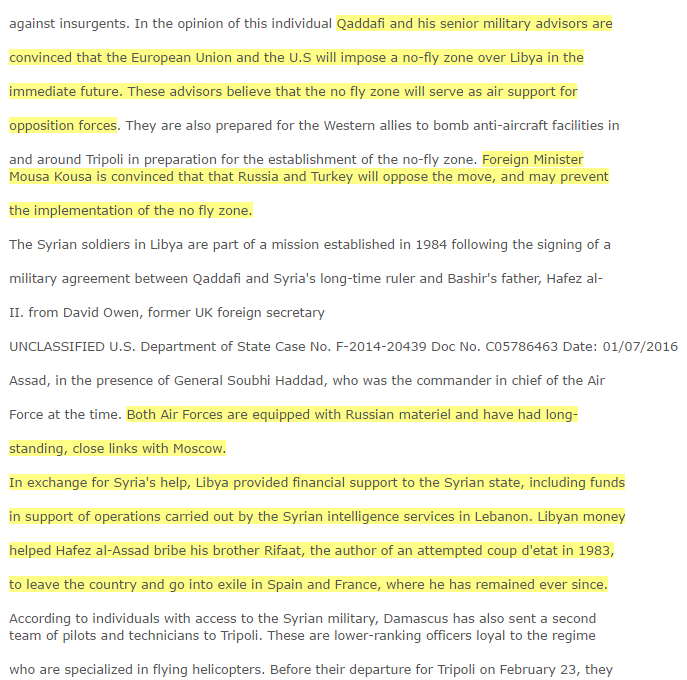 against insurgents. In the opinion of this individual Qaddafi and his senior military advisors are
convinced that the European Union and the U.S will impose a no-fly zone over Libya in the
immediate future. These advisors believe that the no fly zone will serve as air support for
opposition forces. They are also prepared for the Western allies to bomb anti-aircraft facilities in
and around Tripoli in preparation for the establishment of the no-fly zone. Foreign Minister
Mousa Kousa is convinced that that Russia and Turkey will oppose the move, and may prevent
the implementation of the no fly zone.
The Syrian soldiers in Libya are part of a mission established in 1984 following the signing of a
military agreement between Qaddafi and Syria's long-time ruler and Bashir's father, Hafez al-
II. from David Owen, former UK foreign secretary
UNCLASSIFIED U.S. Department of State Case No. F-2014-20439 Doc No. C05786463 Date: 01/07/2016
Assad, in the presence of General Soubhi Haddad, who was the commander in chief of the Air
Force at the time. Both Air Forces are equipped with Russian materiel and have had long-
standing, close links with Moscow.
In exchange for Syria's help, Libya provided financial support to the Syrian state, including funds
in support of operations carried out by the Syrian intelligence services in Lebanon. Libyan money
helped Hafez al-Assad bribe his brother Rifaat, the author of an attempted coup d'etat in 1983,
to leave the country and go into exile in Spain and France, where he has remained ever since.
According to individuals with access to the Syrian military, Damascus has also sent a second
team of pilots and technicians to Tripoli. These are lower-ranking officers loyal to the regime
who are specialized in flying helicopters. Before their departure for Tripoli on February 23, they